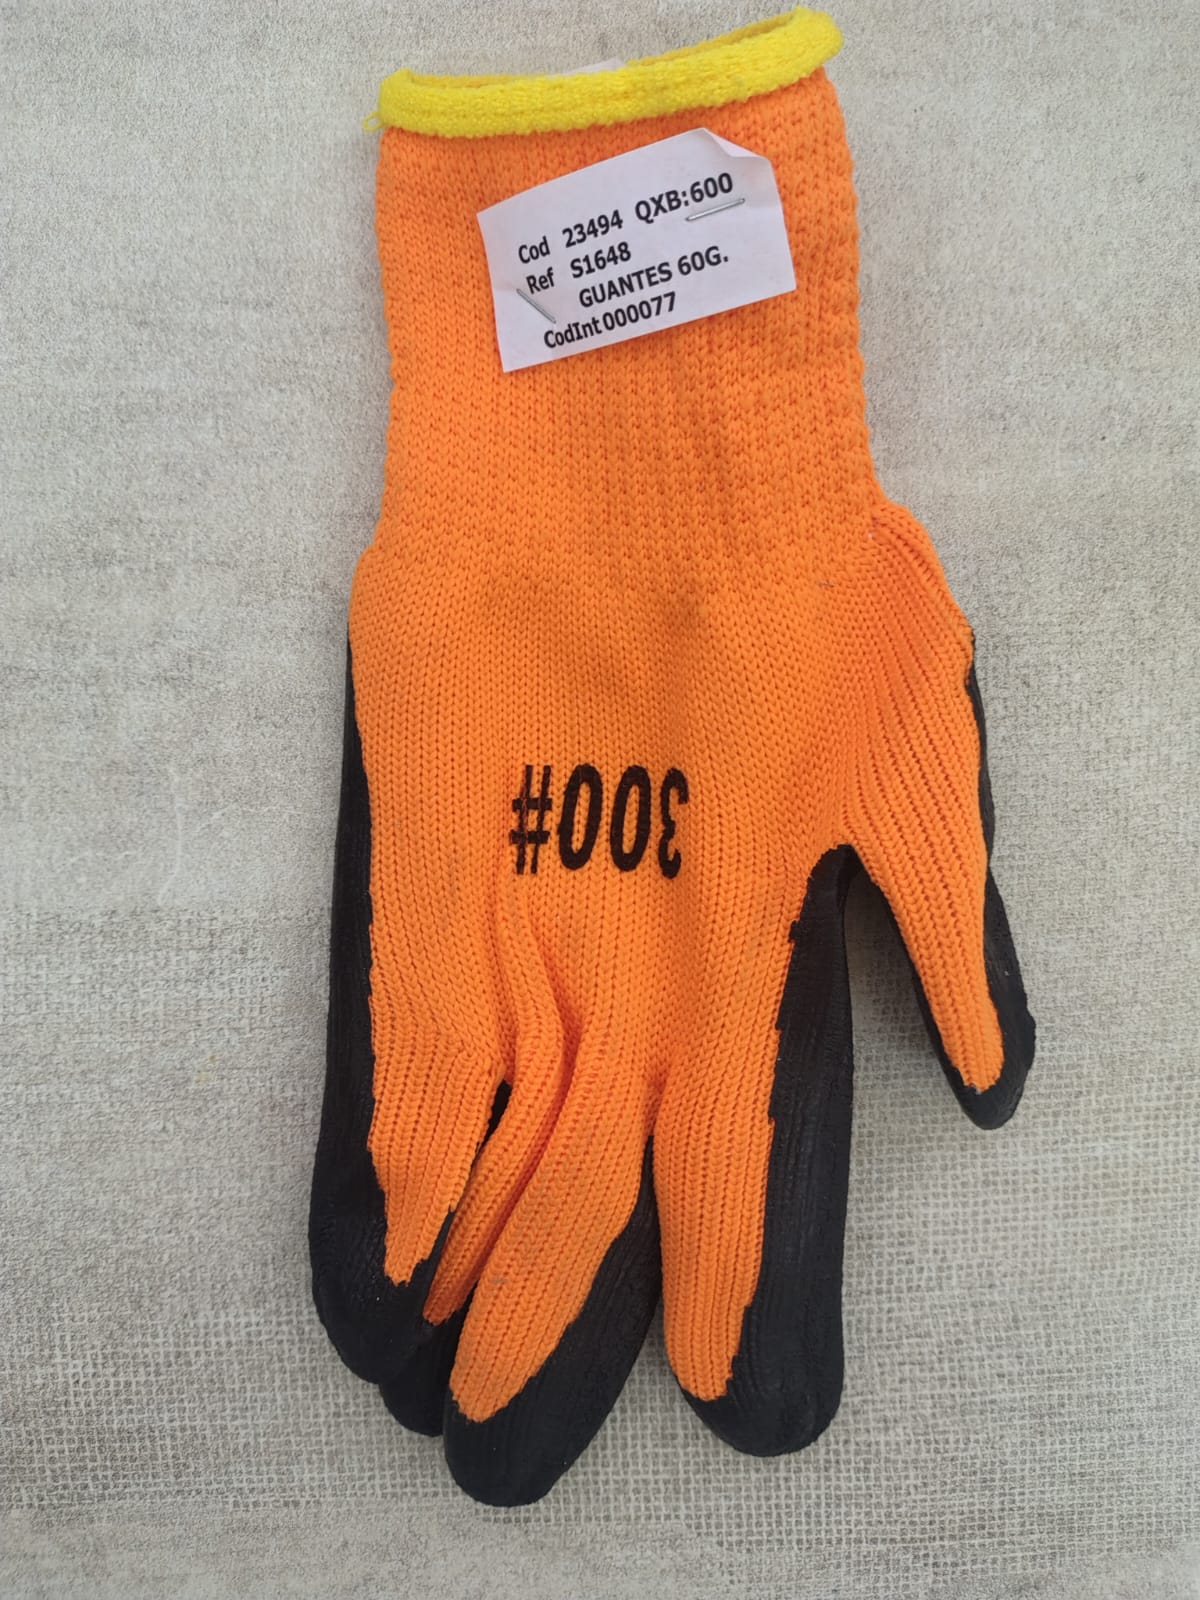 Cod 23494 QXB:600
Ref S1648
GUANTES 60G.
CodInt 000077
300#